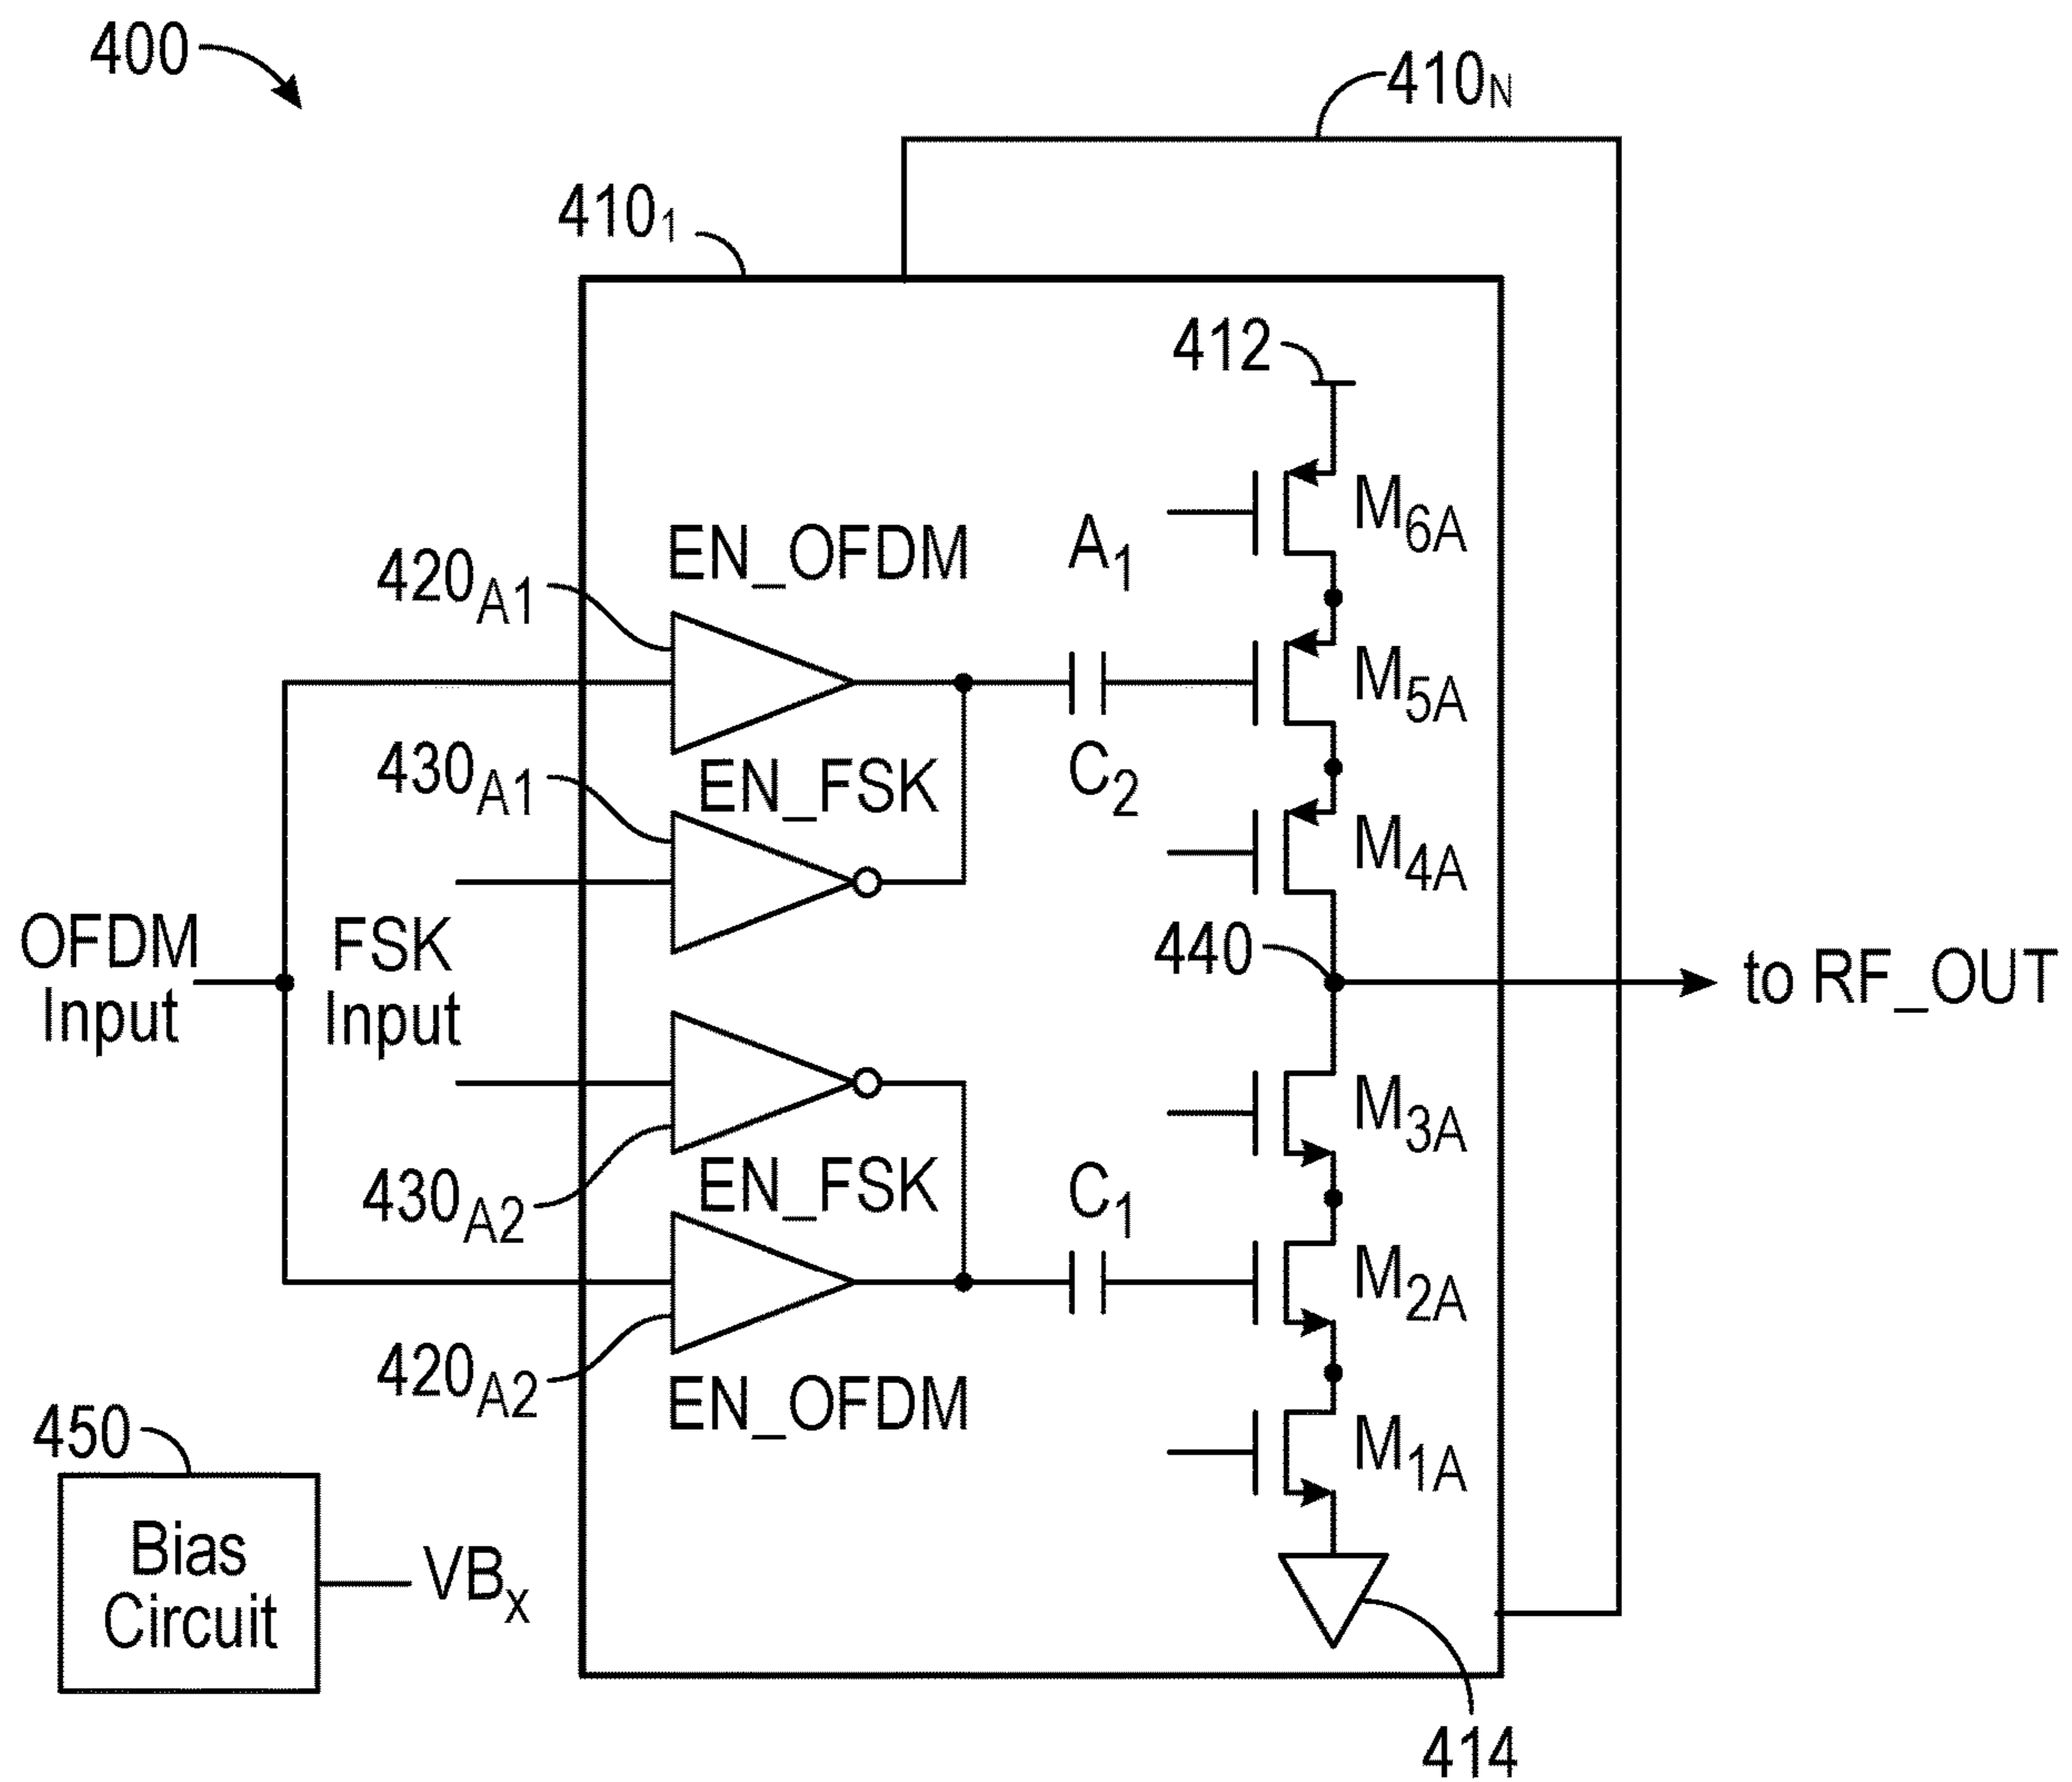 400
410N
4101
412
M6A
EN_OFDM
A1
420A1
M5A
430A1
EN_FSK
C2
M4A
OFDM
Input
FSK
Input
440
to RF_OUT
M3A
430A2
EN_FSK
C1
M2A
420A2
EN_OFDM
M1A
450
Bias
Circuit
VBx
414